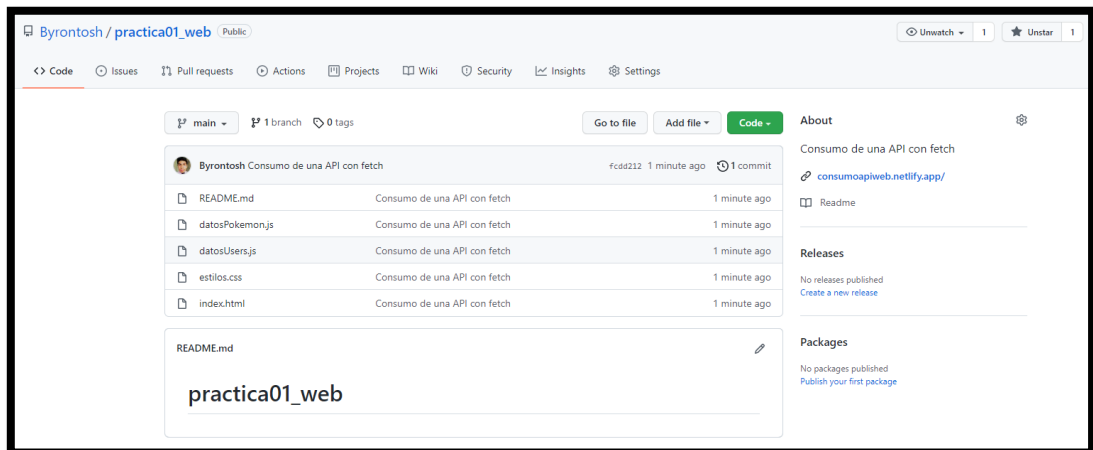 Byrontosh / practica01_web Public
Unwatch 1 Unstar 1
Code Issues Pull requests Actions Projects Wiki Security Insights Settings
main 1 branch 0 tags Go to file Add file Code
Byrontosh Consumo de una API con fetch fcdd212 1 minute ago 1 commit
README.md Consumo de una API con fetch 1 minute ago
datosPokemon.js Consumo de una API con fetch 1 minute ago
datosUsers.js Consumo de una API con fetch 1 minute ago
estilos.css Consumo de una API con fetch 1 minute ago
index.html Consumo de una API con fetch 1 minute ago
README.md
practica01_web
About
Consumo de una API con fetch
consumoapiweb.netlify.app/
Readme
Releases
No releases published
Create a new release
Packages
No packages published
Publish your first package